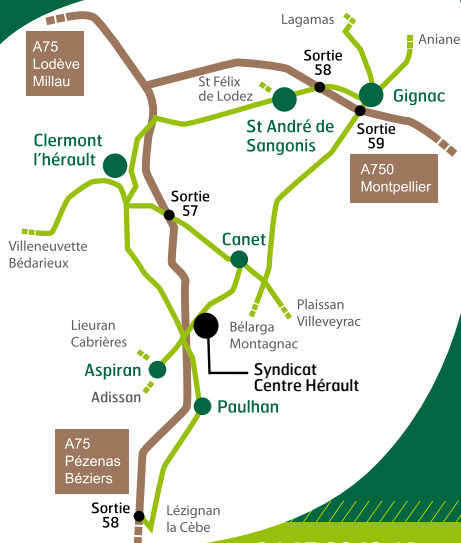 Lagamas
Aniane
A75
Lodève
Millau
Sortie
58
St Félix
de Lodez
Gignac
St André de
Sangonis
Sortie
59
Clermont
l'hérault
A750
Montpellier
Sortie
57
Villeneuvette
Bédarieux
Canet
Plaissan
Villeveyrac
Bélarga
Montagnac
Lieuran
Cabrières
Aspiran
Adissan
Syndicat
Centre Hérault
Paulhan
A75
Pézenas
Béziers
Sortie
58
Lézignan
la Cèbe